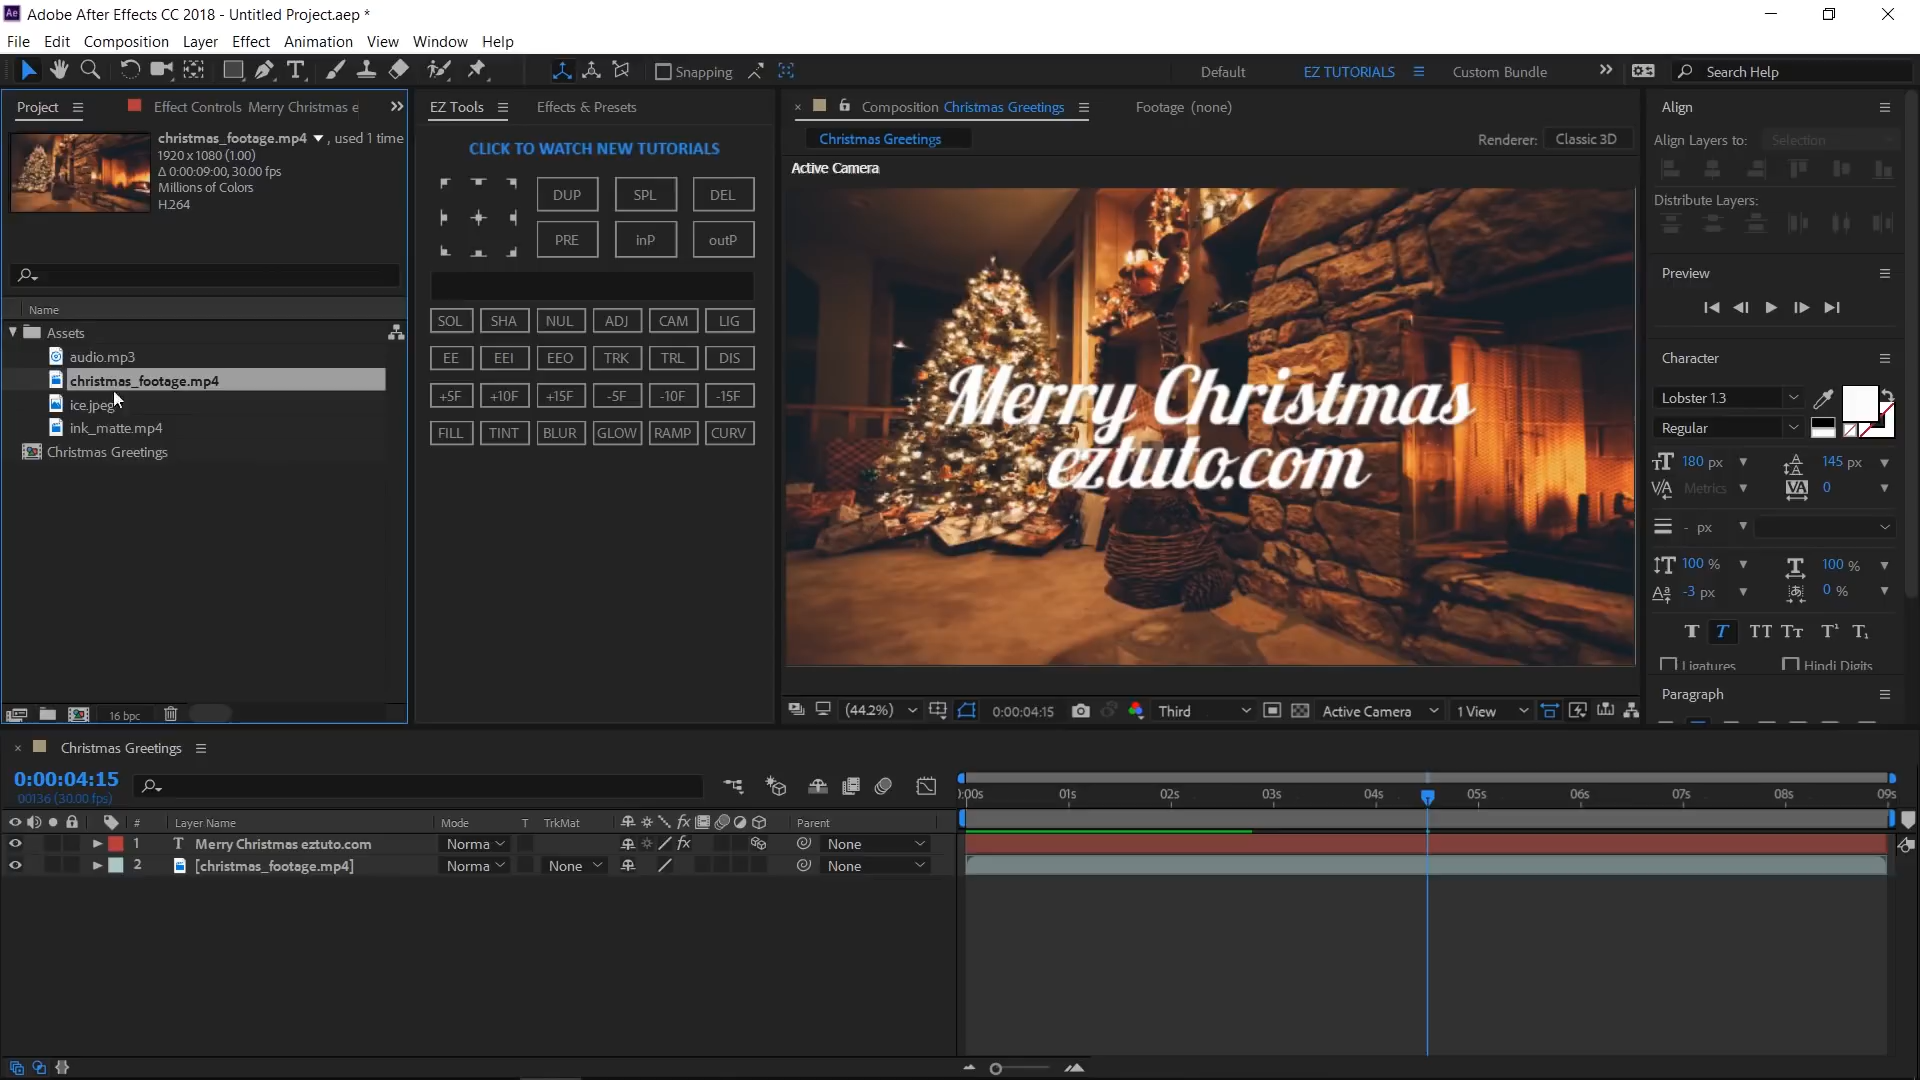 Adobe After Effects CC 2018 - Untitled Project.aep *
File Edit Composition Layer Effect Animation View Window Help
Snapping
Default EZ TUTORIALS Custom Bundle Search Help
Project Effect Controls Merry Christmas e
christmas_footage.mp4 , used 1 time
1920 x 1080 (1.00)
Δ 0:00:09:00, 30.00 fps
Millions of Colors
H.264
Name
Assets
audio.mp3
christmas_footage.mp4
ice.jpeg
ink_matte.mp4
Christmas Greetings
16 bpc
EZ Tools Effects & Presets
CLICK TO WATCH NEW TUTORIALS
DUP SPL DEL
PRE inP outP
SOL SHA NUL ADJ CAM LIG
EE EEI EEO TRK TRL DIS
+5F +10F +15F -5F -10F -15F
FILL TINT BLUR GLOW RAMP CURV
Composition Christmas Greetings Footage (none)
Christmas Greetings Renderer: Classic 3D
Active Camera
Merry Christmas
eztuto.com
(44.2%) 0:00:04:15 Third Active Camera 1 View
Align
Align Layers to: Selection
Distribute Layers:
Preview
Character
Lobster 1.3
Regular
180 px 145 px
Metrics 0
- px
100 % 100 %
-3 px 0 %
T T TT Tт T¹ T₁
Ligatures Hindi Digits
Paragraph
Christmas Greetings
0:00:04:15
00136 (30.00 fps)
# Layer Name Mode T TrkMat Parent
1 T Merry Christmas eztuto.com Norma None
2 [christmas_footage.mp4] Norma None None
):00s 01s 02s 03s 04s 05s 06s 07s 08s 09s